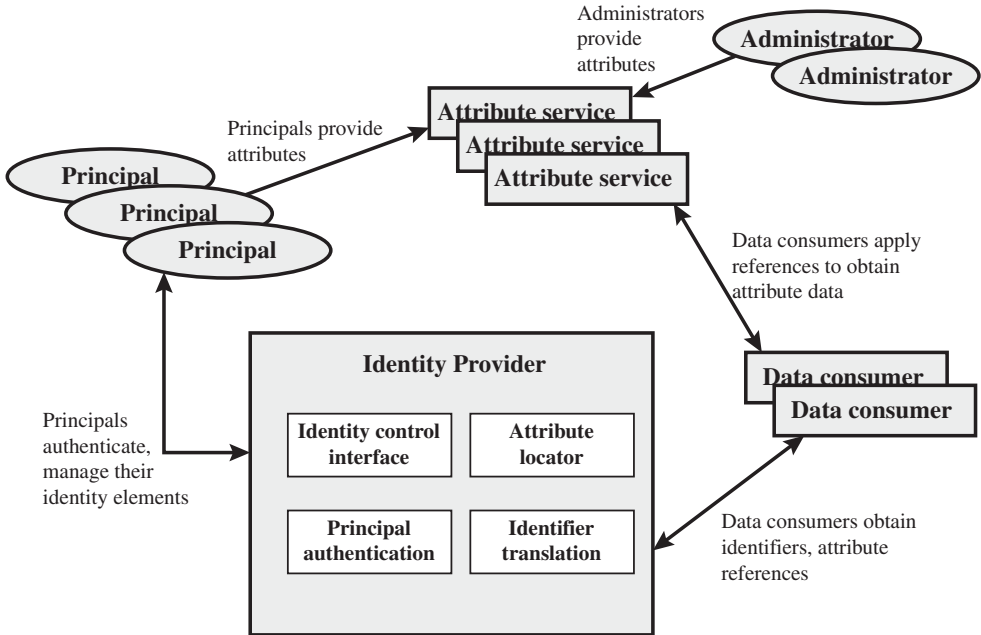 Administrators
provide
attributes
Administrator
Administrator
Attribute service
Attribute service
Attribute service
Principals provide
attributes
Principal
Principal
Principal
Data consumers apply
references to obtain
attribute data
Identity Provider
Identity control
interface
Attribute
locator
Principal
authentication
Identifier
translation
Data consumer
Data consumer
Principals
authenticate,
manage their
identity elements
Data consumers obtain
identifiers, attribute
references